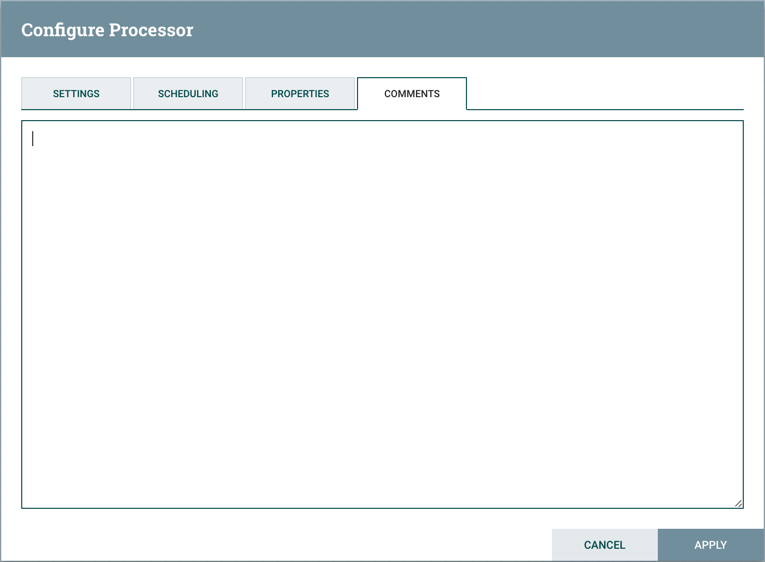 Configure Processor
SETTINGS
SCHEDULING
PROPERTIES
COMMENTS
CANCEL
APPLY